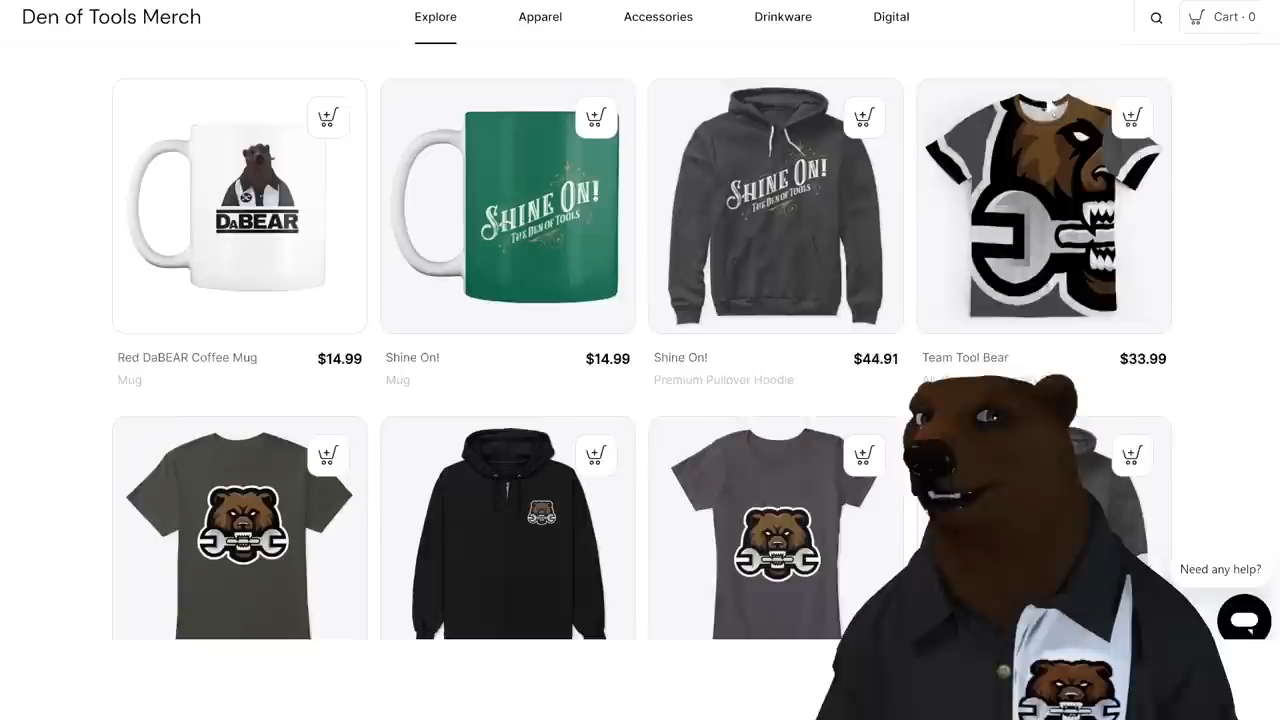 Den of Tools Merch
Explore
Apparel
Accessories
Drinkware
Digital
Cart · 0
DABEAR
SHINE ON!
THE DEN OF TOOLS
SHINE ON!
THE DEN OF TOOLS
Red DaBEAR Coffee Mug
$14.99
Shine On!
$14.99
Shine On!
$44.91
Team Tool Bear
$33.99
Mug
Mug
Premium Pullover Hoodie
Need any help?